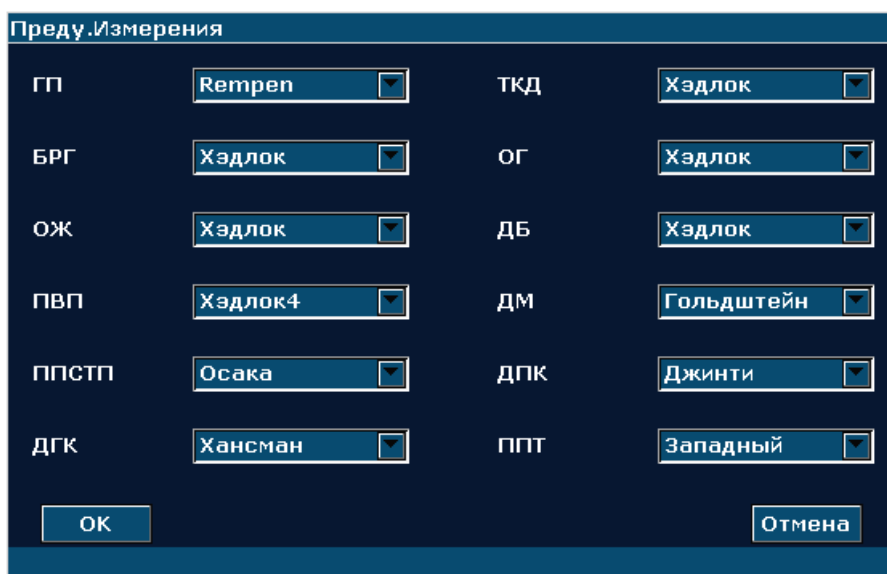 Преду.Измерения
ГП Rempen ТКД Хэдлок
БРГ Хэдлок ОГ Хэдлок
ОЖ Хэдлок ДБ Хэдлок
ПВП Хэдлок4 ДМ Гольдштейн
ППСТП Осака ДПК Джинти
ДГК Хансман ППТ Западный
ОК Отмена